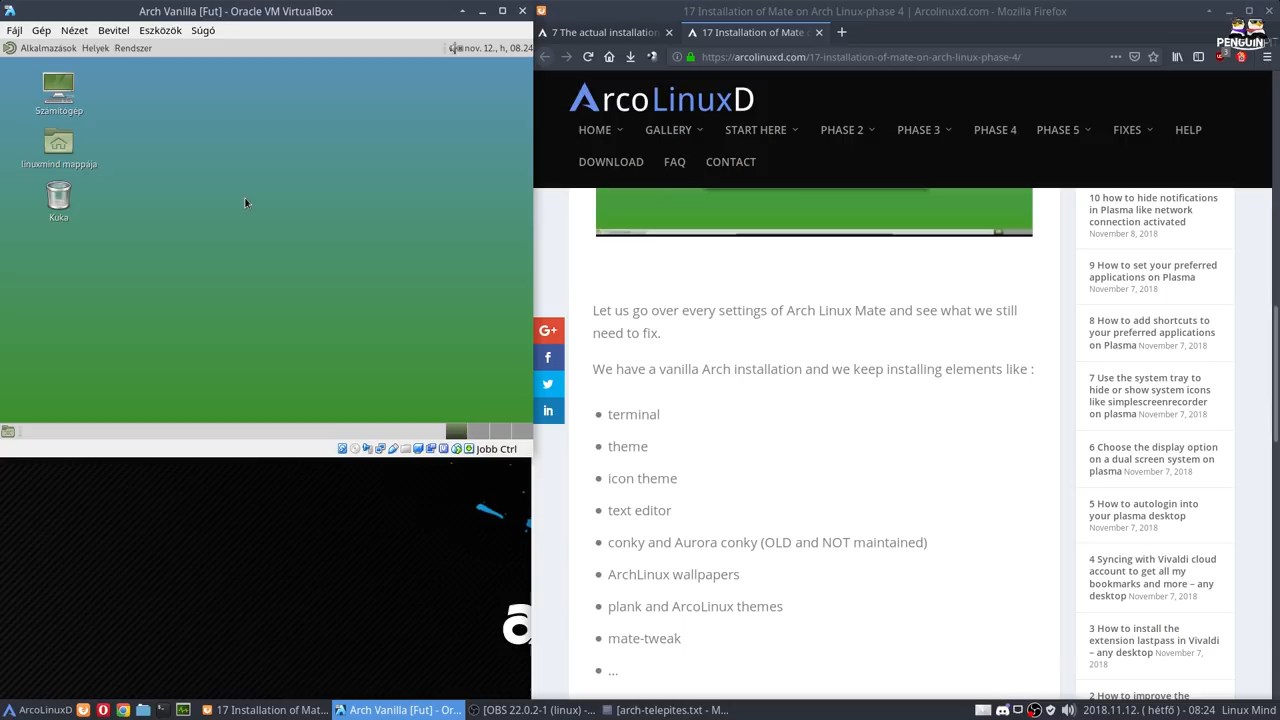 Arch Vanilla [Fut] - Oracle VM VirtualBox
Fájl Gép Nézet Bevitel Eszközök Súgó
Alkalmazások Helyek Rendszer
nov. 12., h, 08.24
Számítógép
linuxmind mappája
Kuka
Jobb Ctrl
a
17 Installation of Mate on Arch Linux-phase 4 | Arcolinuxd.com - Mozilla Firefox
7 The actual installation
17 Installation of Mate
https://arcolinuxd.com/17-installation-of-mate-on-arch-linux-phase-4/
3
PENGUIN
ArcoLinuxD
HOME GALLERY START HERE PHASE 2 PHASE 3 PHASE 4 PHASE 5 FIXES HELP
DOWNLOAD FAQ CONTACT
G+
f
in
Let us go over every settings of Arch Linux Mate and see what we still
need to fix.
We have a vanilla Arch installation and we keep installing elements like :
terminal
theme
icon theme
text editor
conky and Aurora conky (OLD and NOT maintained)
ArchLinux wallpapers
plank and ArcoLinux themes
mate-tweak
...
10 how to hide notifications
in Plasma like network
connection activated
November 8, 2018
9 How to set your preferred
applications on Plasma
November 7, 2018
8 How to add shortcuts to
your preferred applications
on Plasma November 7, 2018
7 Use the system tray to
hide or show system icons
like simplescreenrecorder
on plasma November 7, 2018
6 Choose the display option
on a dual screen system on
plasma November 7, 2018
5 How to autologin into
your plasma desktop
November 7, 2018
4 Syncing with Vivaldi cloud
account to get all my
bookmarks and more – any
desktop November 7, 2018
3 How to install the
extension lastpass in Vivaldi
– any desktop November 7,
2018
2 How to improve the
ArcoLinuxD
17 Installation of Mat...
Arch Vanilla [Fut] - Or...
[OBS 22.0.2-1 (linux) -...
[arch-telepites.txt - M...
2018.11.12. ( hétfő ) - 08:24 Linux Mind